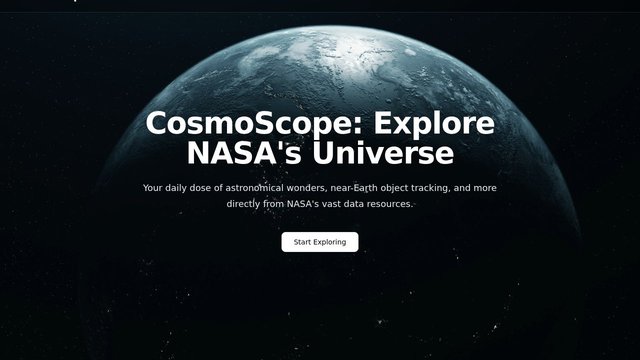 CosmoScope: Explore
NASA's Universe
Your daily dose of astronomical wonders, near-Earth object tracking, and more
directly from NASA's vast data resources.
Start Exploring